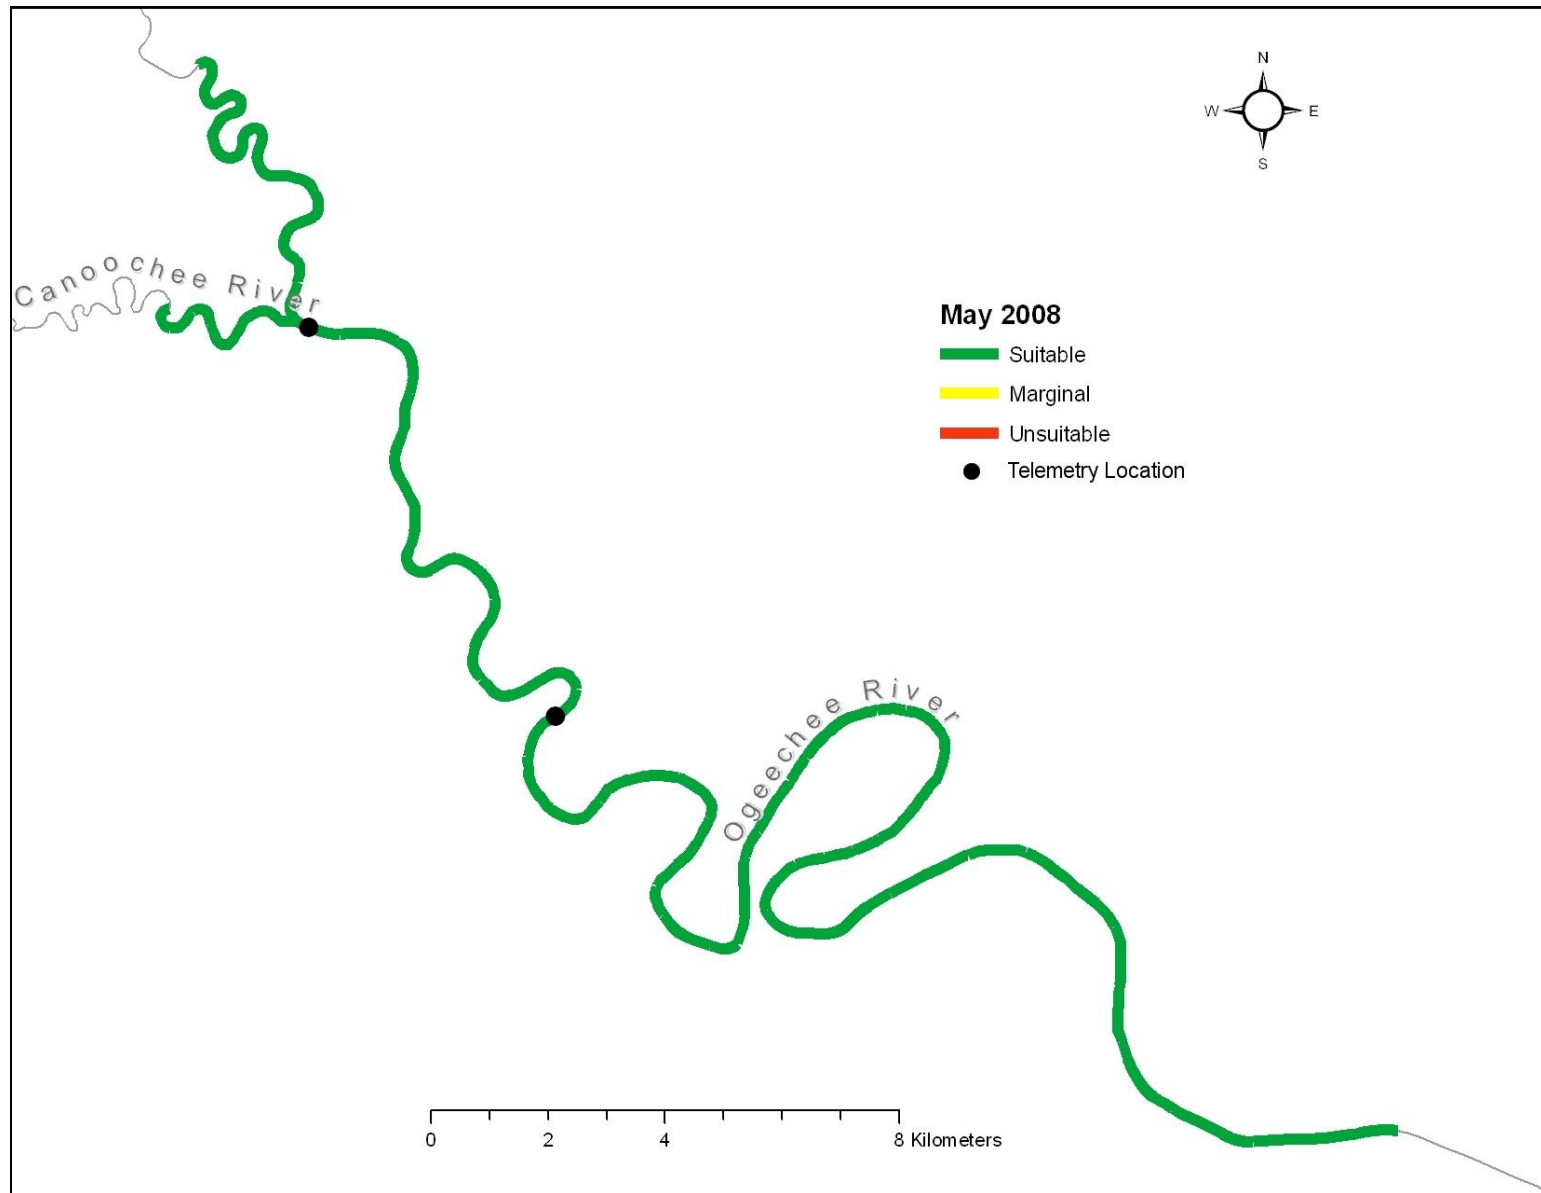 N
W E
S
Canoochee River
May 2008
Suitable
Marginal
Unsuitable
Telemetry Location
Ogeechee River
0 2 4 8 Kilometers